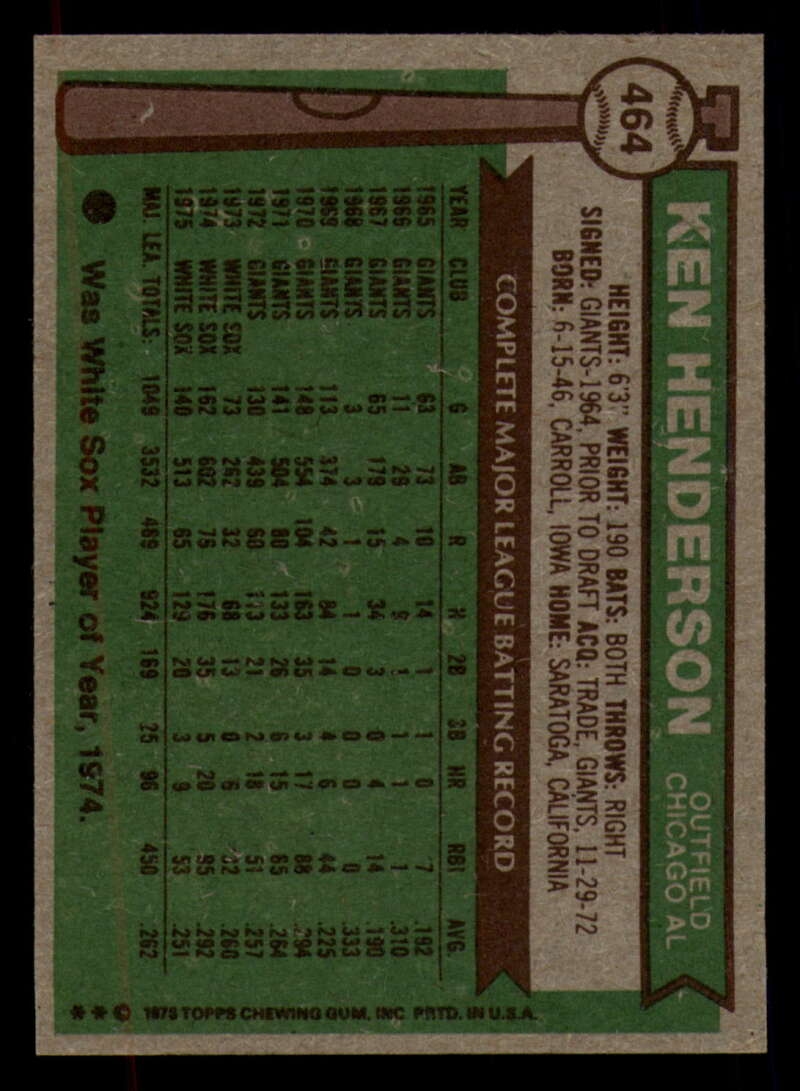 464
KEN HENDERSON
OUTFIELD
CHICAGO AL
HEIGHT: 6'3" WEIGHT: 190 BATS: BOTH THROWS: RIGHT
SIGNED: GIANTS-1964, PRIOR TO DRAFT ACQ: TRADE, GIANTS, 11-29-72
BORN: 6-15-46, CARROLL, IOWA HOME: SARATOGA, CALIFORNIA
COMPLETE MAJOR LEAGUE BATTING RECORD
YEAR CLUB G AB R H 2B 3B HR RBI AVG.
1965 GIANTS 63 73 10 14 1 1 0 7 .192
1966 GIANTS 11 29 4 9 1 1 1 1 .310
1967 GIANTS 65 179 15 34 3 0 4 14 .190
1968 GIANTS 3 3 1 1 0 0 0 0 .333
1969 GIANTS 113 374 42 84 14 4 6 44 .225
1970 GIANTS 148 554 104 163 35 3 17 88 .294
1971 GIANTS 141 504 80 133 26 6 15 65 .264
1972 GIANTS 130 439 60 113 21 2 18 51 .257
1973 WHITE SOX 73 262 32 68 13 0 6 32 .260
1974 WHITE SOX 162 602 76 176 35 5 20 95 .292
1975 WHITE SOX 140 513 65 129 20 3 9 53 .251
MAJ. LEA. TOTALS: 1049 3532 489 924 169 25 96 450 .262
Was White Sox Player of Year, 1974.
* * © 1975 TOPPS CHEWING GUM, INC. PRTD. IN U.S.A.